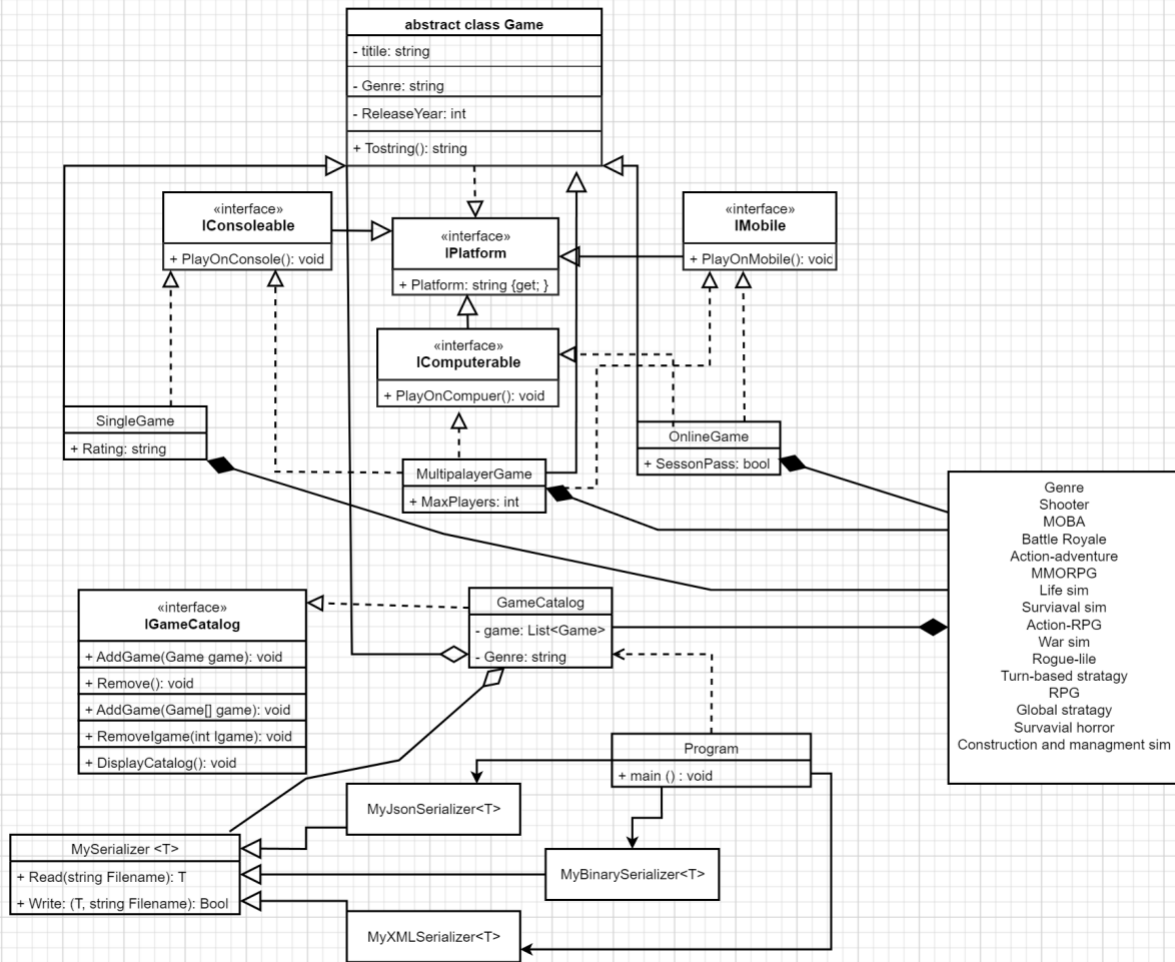 abstract class Game
- titile: string
- Genre: string
- ReleaseYear: int
+ Tostring(): string
«interface»
IConsoleable
+ PlayOnConsole(): void
«interface»
IPlatform
+ Platform: string {get; }
«interface»
IMobile
+ PlayOnMobile(): void
«interface»
IComputerable
+ PlayOnCompuer(): void
SingleGame
+ Rating: string
MultipalayerGame
+ MaxPlayers: int
OnlineGame
+ SessonPass: bool
Genre
Shooter
MOBA
Battle Royale
Action-adventure
MMORPG
Life sim
Surviaval sim
Action-RPG
War sim
Rogue-lile
Turn-based stratagy
RPG
Global stratagy
Survavial horror
Construction and managment sim
«interface»
IGameCatalog
+ AddGame(Game game): void
+ Remove(): void
+ AddGame(Game[] game): void
+ RemoveIgame(int Igame): void
+ DisplayCatalog(): void
GameCatalog
- game: List<Game>
- Genre: string
Program
+ main () : void
MyJsonSerializer<T>
MySerializer <T>
+ Read(string Filename): T
+ Write: (T, string Filename): Bool
MyBinarySerializer<T>
MyXMLSerializer<T>